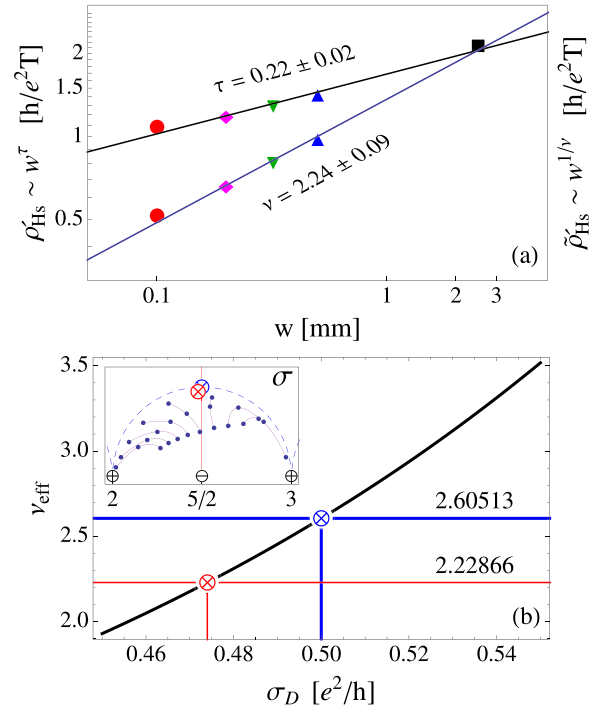 2
1.5
1
0.5
ρ′Hs ~ w^τ [h/e²T]
τ = 0.22 ± 0.02
ν = 2.24 ± 0.09
ρ̃′Hs ~ w^1/ν [h/e²T]
(a)
0.1 1 2 3
w [mm]
3.5
3.0
2.5
2.0
νeff
σ
2 5/2 3
2.60513
2.22866
(b)
0.46 0.48 0.50 0.52 0.54
σD [e²/h]